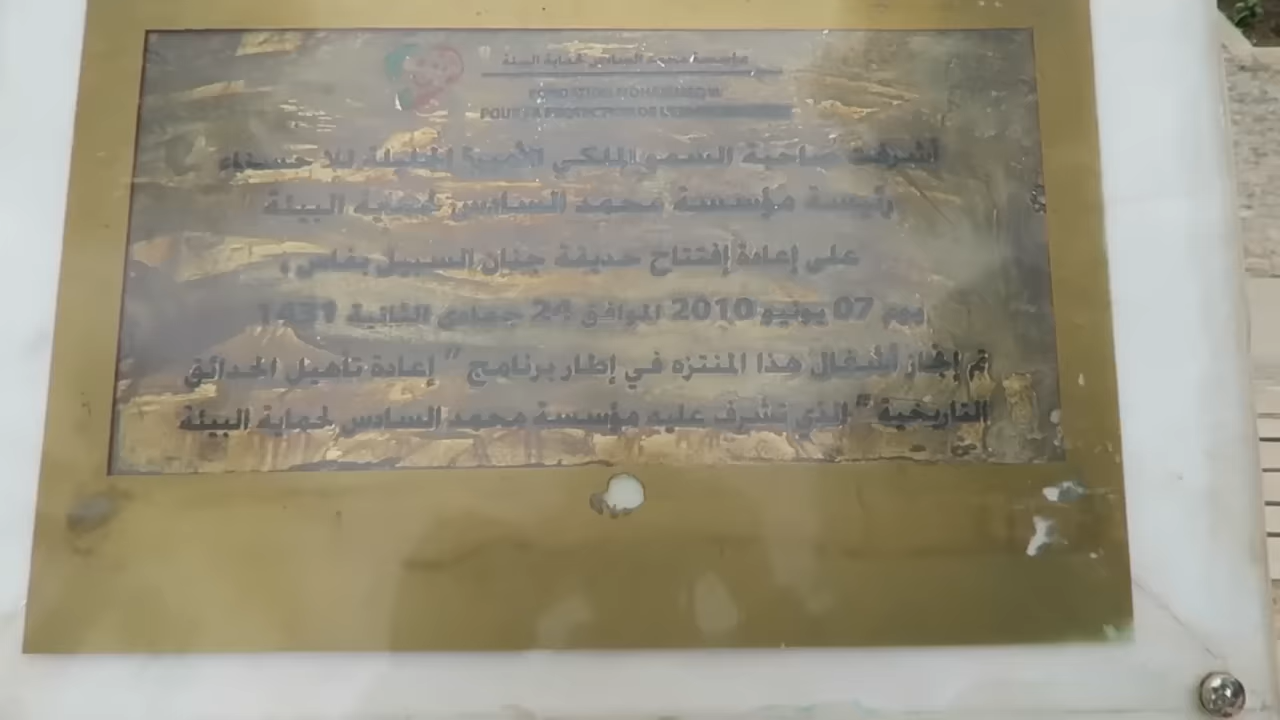 مؤسسة محمد السادس لحماية البيئة
FONDATION MOHAMMED VI
POUR LA PROTECTION DE
أشرفت صاحبة السمو الملكي الأميرة الجليلة للا حسناء
رئيسة مؤسسة محمد السادس لحماية البيئة
على إعادة إفتتاح حديقة جنان السبيل بفاس ،
يوم 07 يونيو 2010 الموافق 24 جمادى الثانية 1431
تم إنجاز أشغال هذا المنتزه في إطار برنامج " إعادة تأهيل الحدائق
التاريخية " الذي تشرف عليه مؤسسة محمد السادس لحماية البيئة